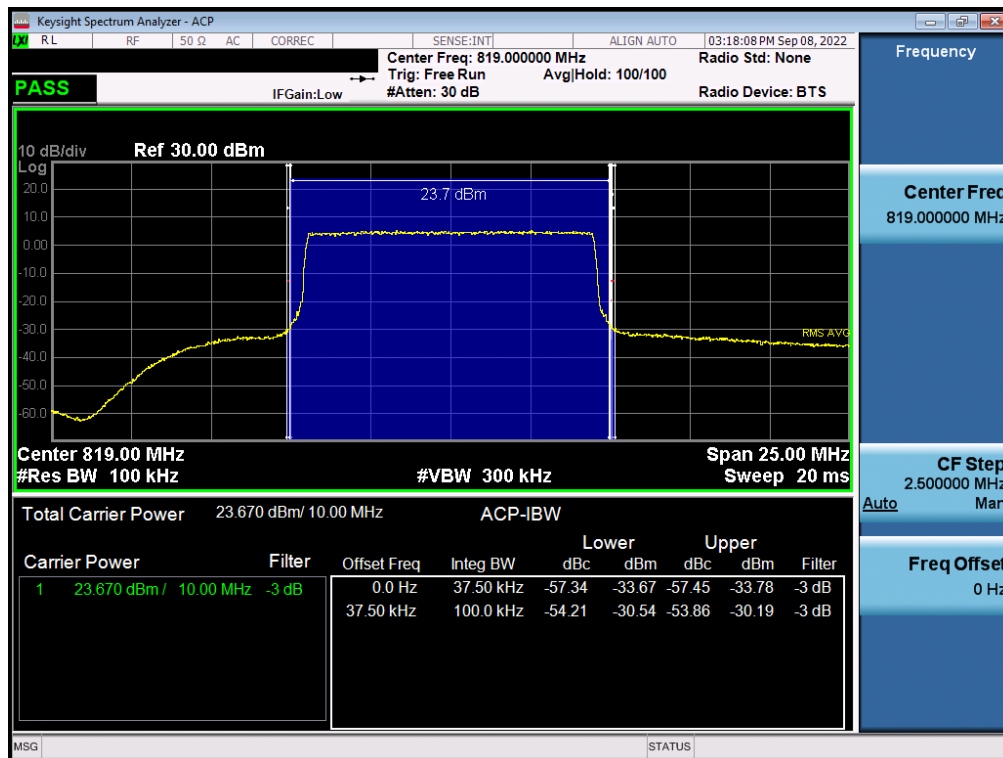 Keysight Spectrum Analyzer - ACP
LXI RL RF 50 Ω AC CORREC SENSE:INT ALIGN AUTO 03:18:08 PM Sep 08, 2022
Center Freq: 819.000000 MHz Radio Std: None
Trig: Free Run Avg|Hold: 100/100
PASS IFGain:Low #Atten: 30 dB Radio Device: BTS
10 dB/div Ref 30.00 dBm
Log
20.0
10.0
0.00
-10.0
-20.0
-30.0
-40.0
-50.0
-60.0
23.7 dBm
RMS AVG
Center 819.00 MHz Span 25.00 MHz
#Res BW 100 kHz #VBW 300 kHz Sweep 20 ms
Total Carrier Power 23.670 dBm/ 10.00 MHz ACP-IBW
Lower Upper
Carrier Power Filter Offset Freq Integ BW dBc dBm dBc dBm Filter
1 23.670 dBm / 10.00 MHz -3 dB 0.0 Hz 37.50 kHz -57.34 -33.67 -57.45 -33.78 -3 dB
37.50 kHz 100.0 kHz -54.21 -30.54 -53.86 -30.19 -3 dB
MSG STATUS
Frequency
Center Freq
819.000000 MHz
CF Step
2.500000 MHz
Auto Man
Freq Offset
0 Hz